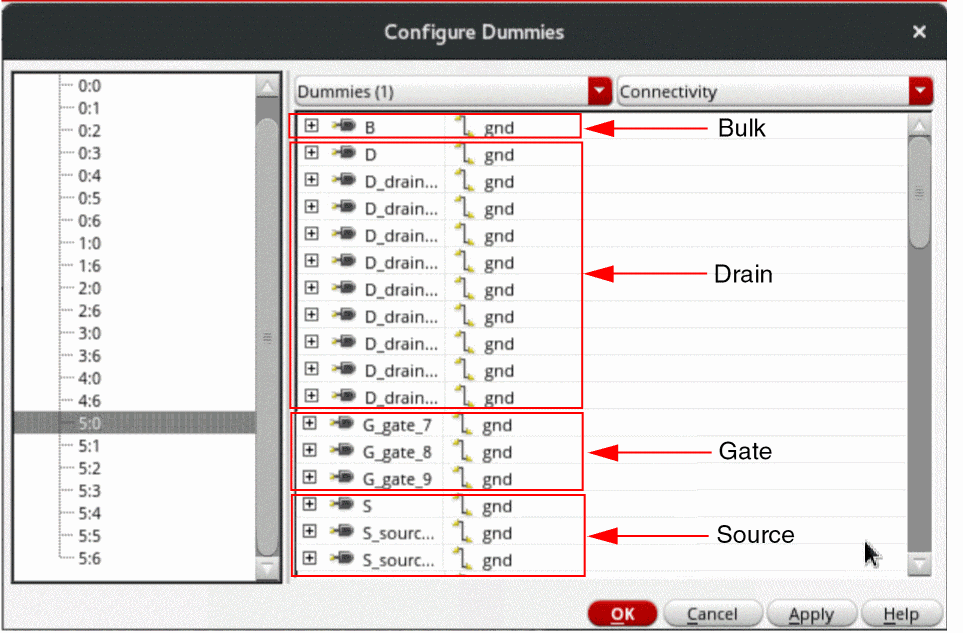 Configure Dummies
0:0
0:1
0:2
0:3
0:4
0:5
0:6
1:0
1:6
2:0
2:6
3:0
3:6
4:0
4:6
5:0
5:1
5:2
5:3
5:4
5:5
5:6
Dummies (1) Connectivity
B gnd Bulk
D gnd
D_drain... gnd
D_drain... gnd
D_drain... gnd
D_drain... gnd Drain
D_drain... gnd
D_drain... gnd
D_drain... gnd
D_drain... gnd
D_drain... gnd
G_gate_7 gnd
G_gate_8 gnd Gate
G_gate_9 gnd
S gnd
S_sourc... gnd Source
S_sourc... gnd
OK Cancel Apply Help